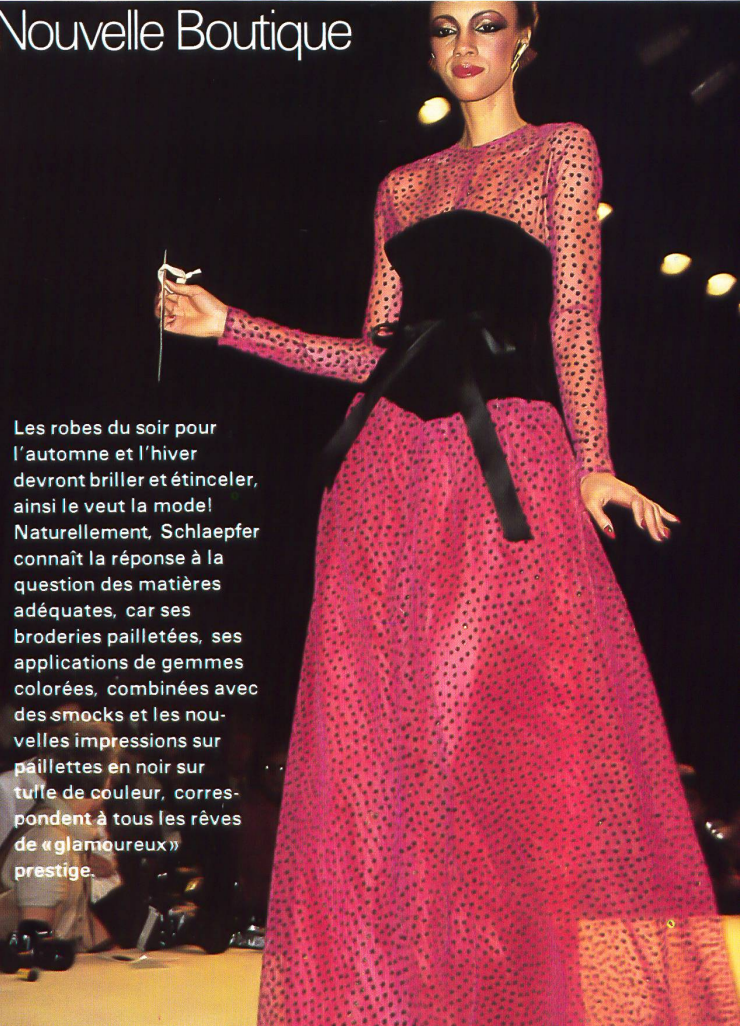 Nouvelle Boutique
Les robes du soir pour
l'automne et l'hiver
devront briller et étinceler,
ainsi le veut la mode!
Naturellement, Schlaepfer
connaît la réponse à la
question des matières
adéquates, car ses
broderies pailletées, ses
applications de gemmes
colorées, combinées avec
des smocks et les nou-
velles impressions sur
paillettes en noir sur
tulle de couleur, corres-
pondent à tous les rêves
de «glamoureux»
prestige.